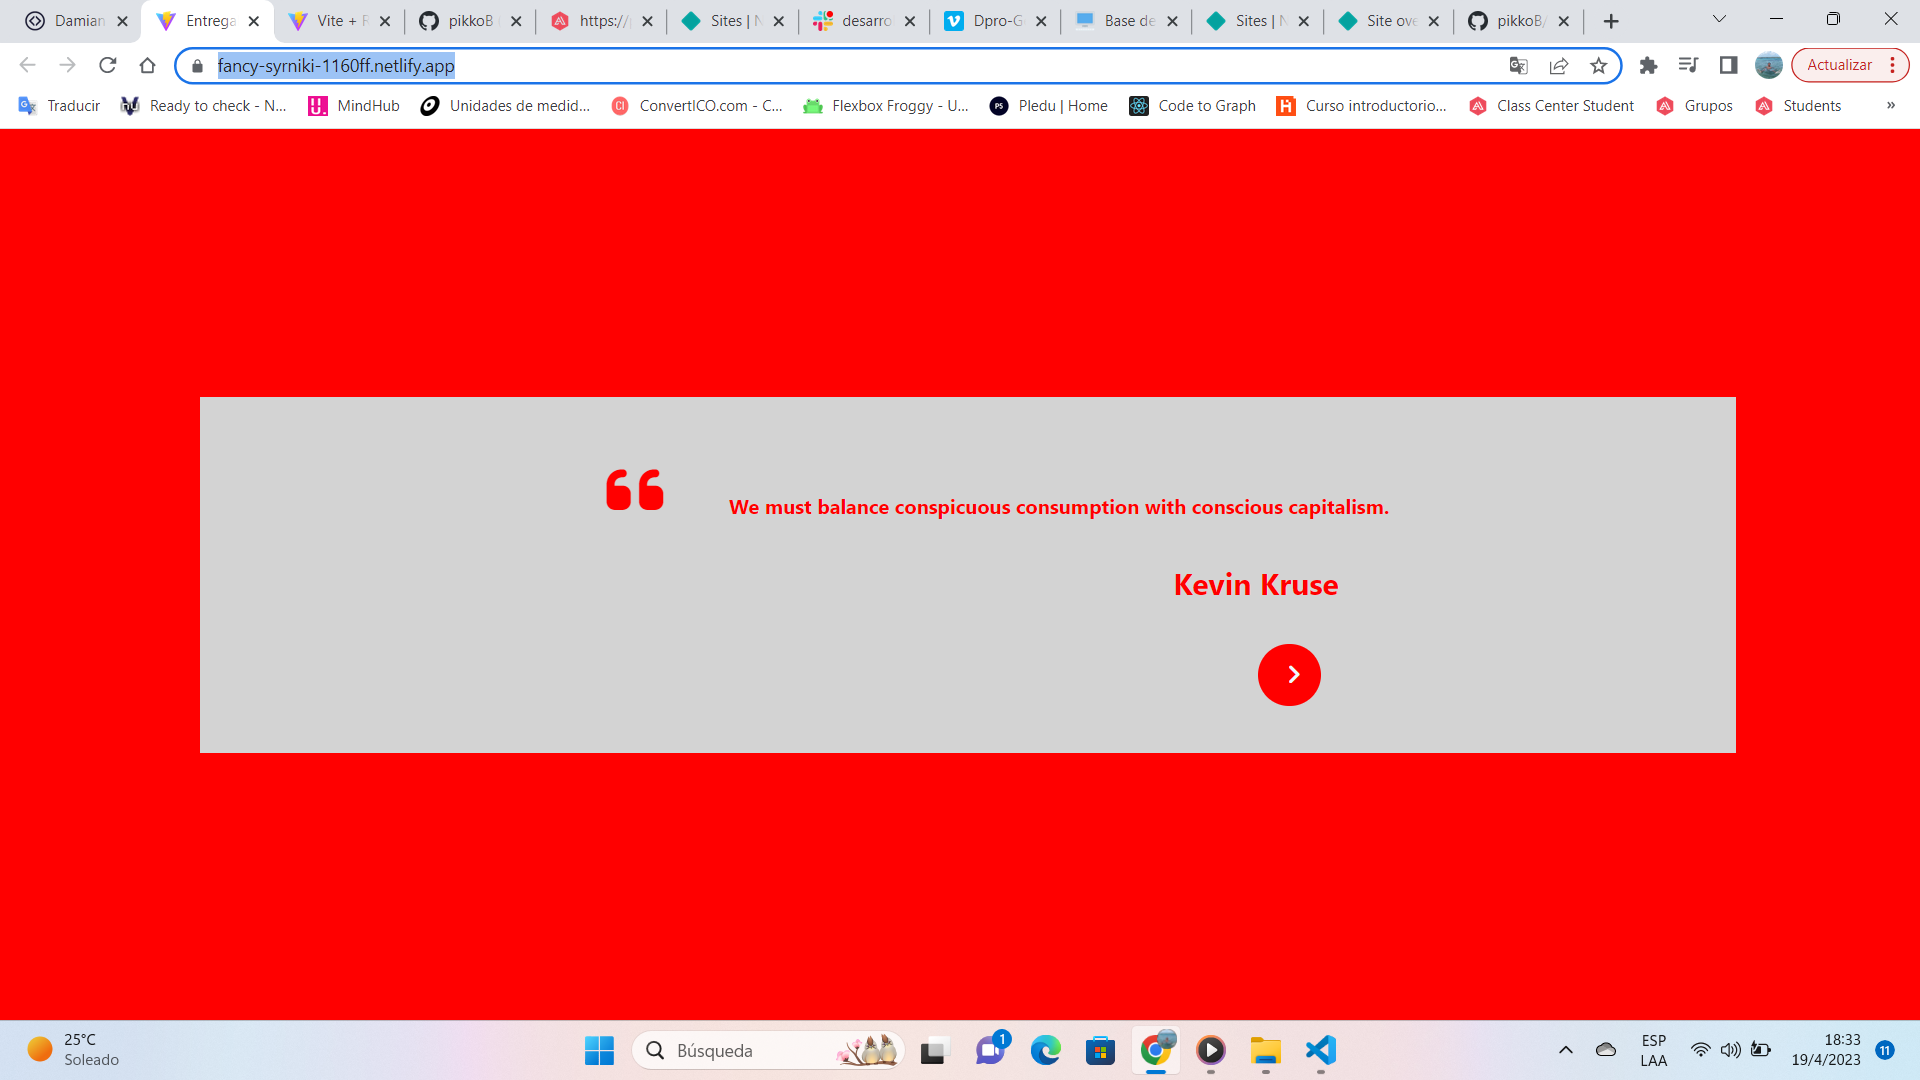 Damian
Entrega
Vite + R
pikkoB
https://
Sites | N
desarro
Dpro-G
Base de
Sites | N
Site ove
pikkoB/
fancy-syrniki-1160ff.netlify.app
Actualizar
Traducir
Ready to check - N...
MindHub
Unidades de medid...
ConvertICO.com - C...
Flexbox Froggy - U...
Pledu | Home
Code to Graph
Curso introductorio...
Class Center Student
Grupos
Students
»
We must balance conspicuous consumption with conscious capitalism.
Kevin Kruse
25°C
Soleado
Búsqueda
1
ESP
LAA
18:33
19/4/2023
11